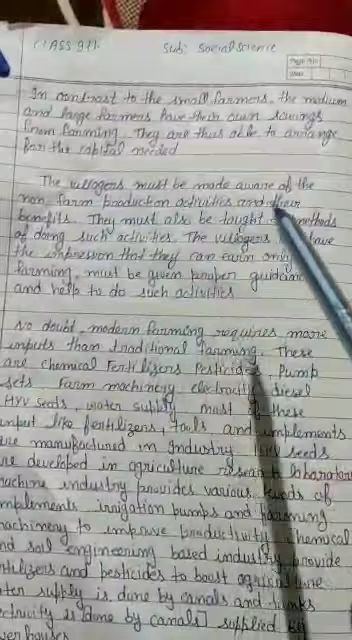 CLASS 9th Sub: Social science
Page No.
Date
In contrast to the small farmers, the medium
and large farmers have their own savings
from farming. They are thus able to arrange
for the capital needed
The villagers must be made aware of the
non farm production activities and their
benefits. They must also be taught methods
of doing such activities. The villagers have
the impression that they can earn only
farming, must be given proper guidance
and help to do such activities
No doubt, modern farming requires more
inputs than traditional farming. These
are chemical fertilizers Pesticides, Pump
sets Farm machinery electricity diesel
HYV seeds, water supply most of these
input like fertilizers, tools and implements
are manufactured in Industry seeds
are developed in agriculture research laboratory
machine industry provides various kinds of
implements irrigation pumps and farming
machinery to improve productivity chemical
and soil engineering based industry provide
fertilizers and pesticides to boost agriculture
water supply is done by canals and tanks
ectricity is [done by canals] supplied by
wer houses